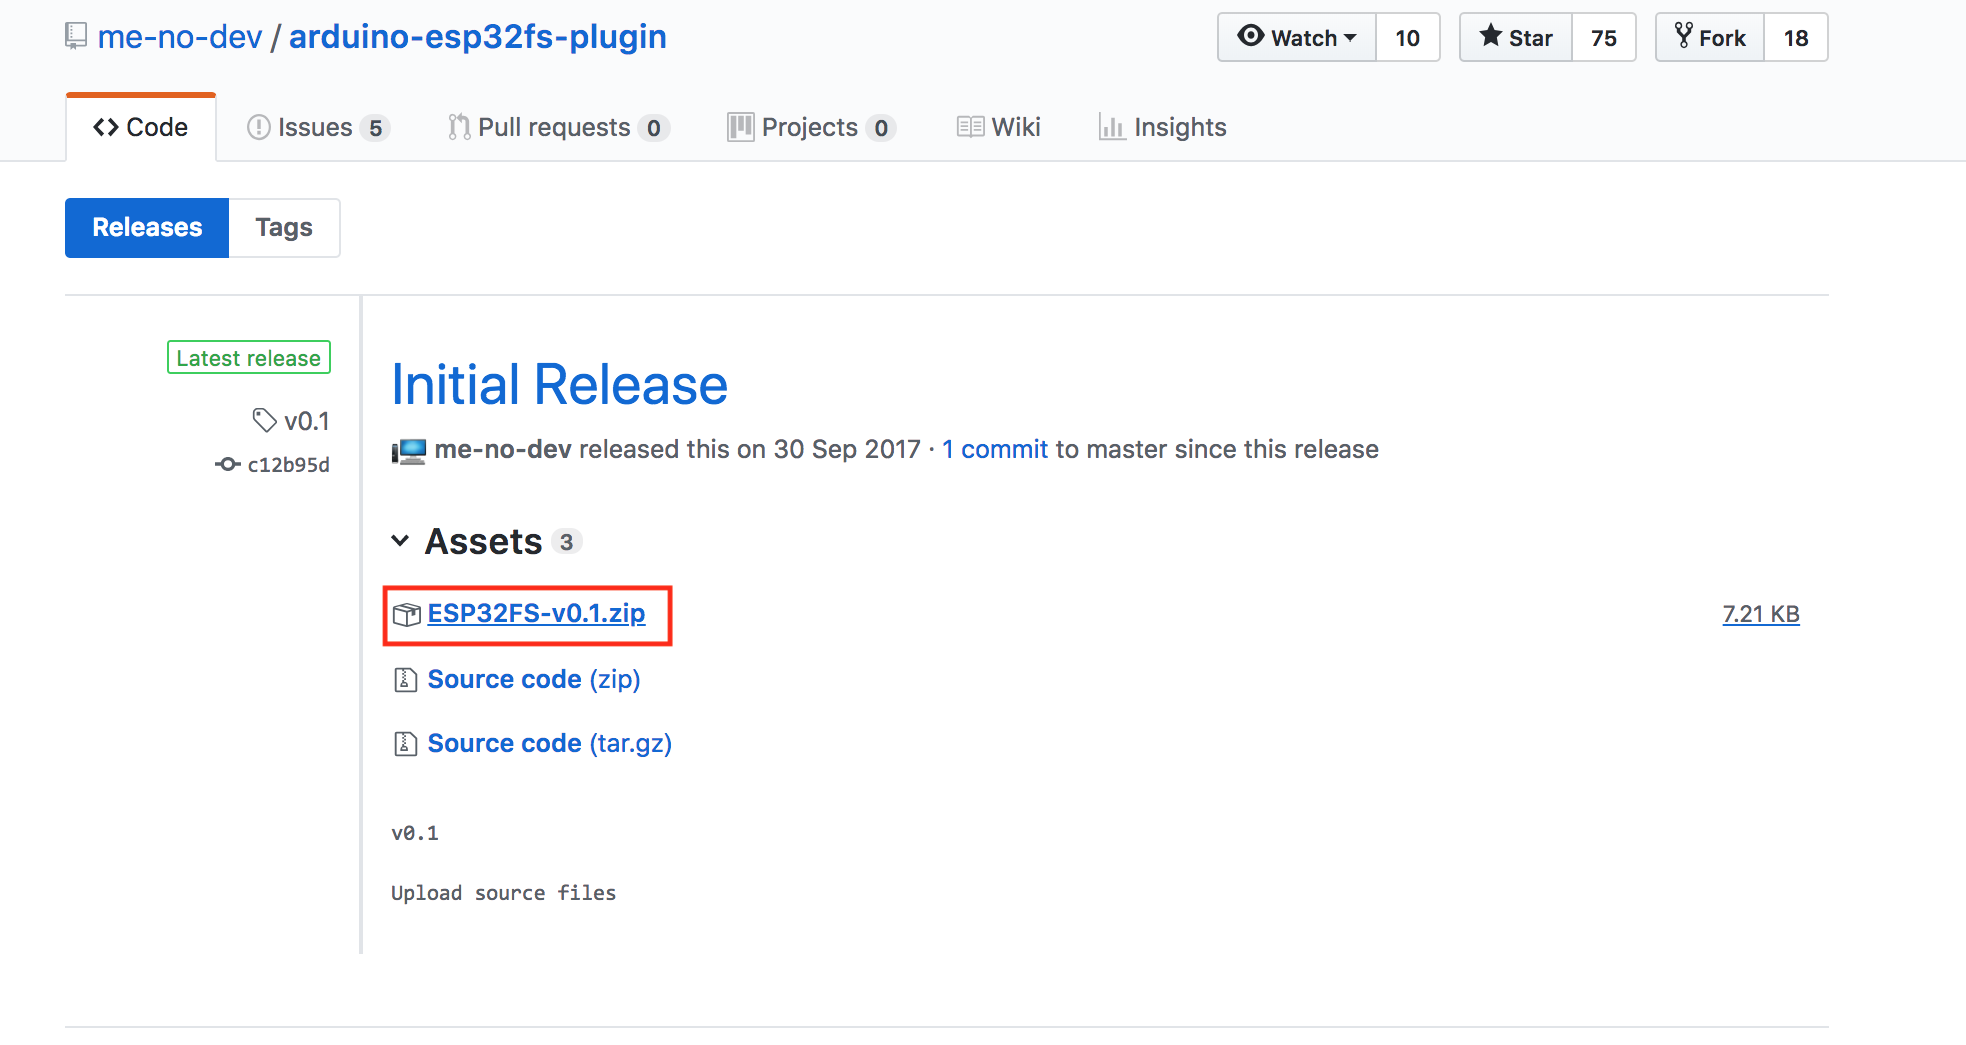 me-no-dev / arduino-esp32fs-plugin
Watch 10 Star 75 Fork 18
Code Issues 5 Pull requests 0 Projects 0 Wiki Insights
Releases Tags
Latest release
v0.1
c12b95d
Initial Release
me-no-dev released this on 30 Sep 2017 · 1 commit to master since this release
Assets 3
ESP32FS-v0.1.zip 7.21 KB
Source code (zip)
Source code (tar.gz)
v0.1
Upload source files